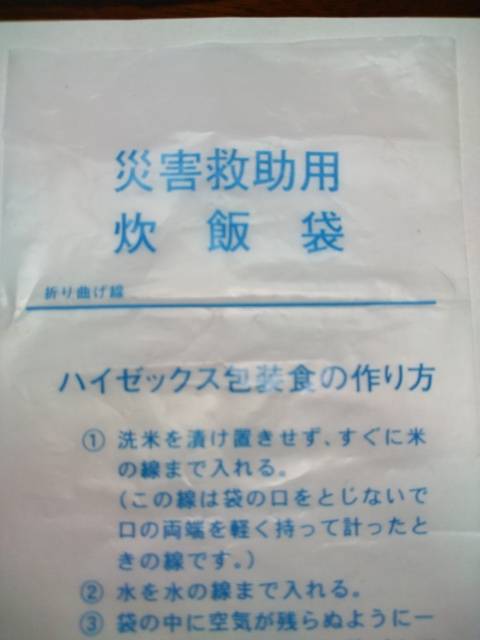 災害救助用
炊飯袋
折り曲げ線
ハイゼックス包装食の作り方
① 洗米を漬け置きせず、すぐに米
の線まで入れる。
(この線は袋の口をとじないで
口の両端を軽く持って計ったと
きの線です。)
② 水を水の線まで入れる。
③ 袋の中に空気が残らぬように一